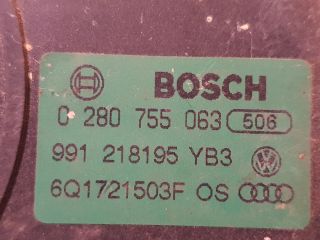 BOSCH
0 280 755 063 506
991 218195 YB3
6Q1721503F OS